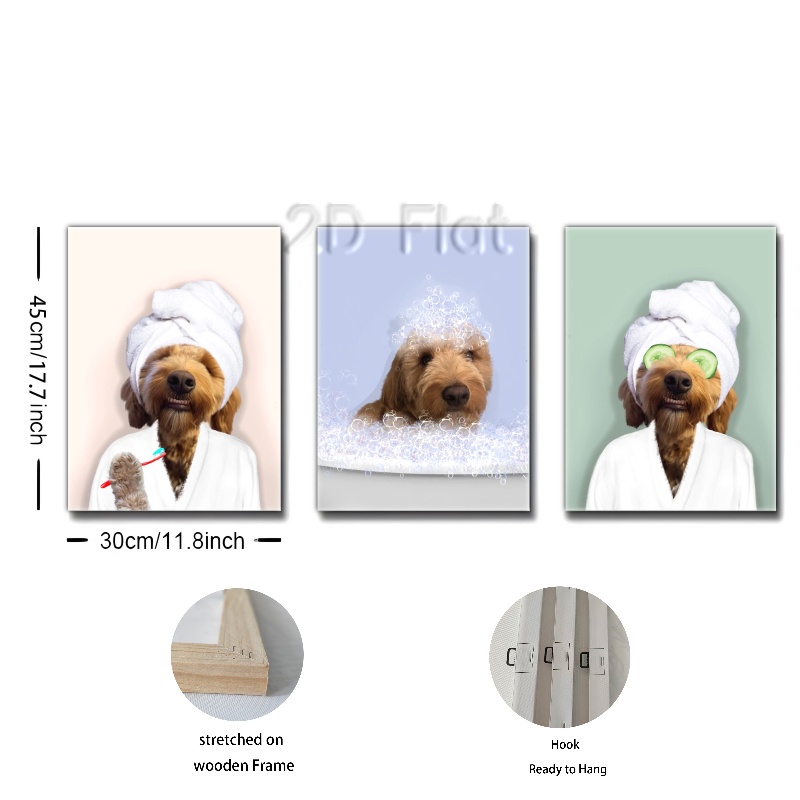 2D Flat
45cm/17.7inch
30cm/11.8inch
stretched on
wooden Frame
Hook
Ready to Hang